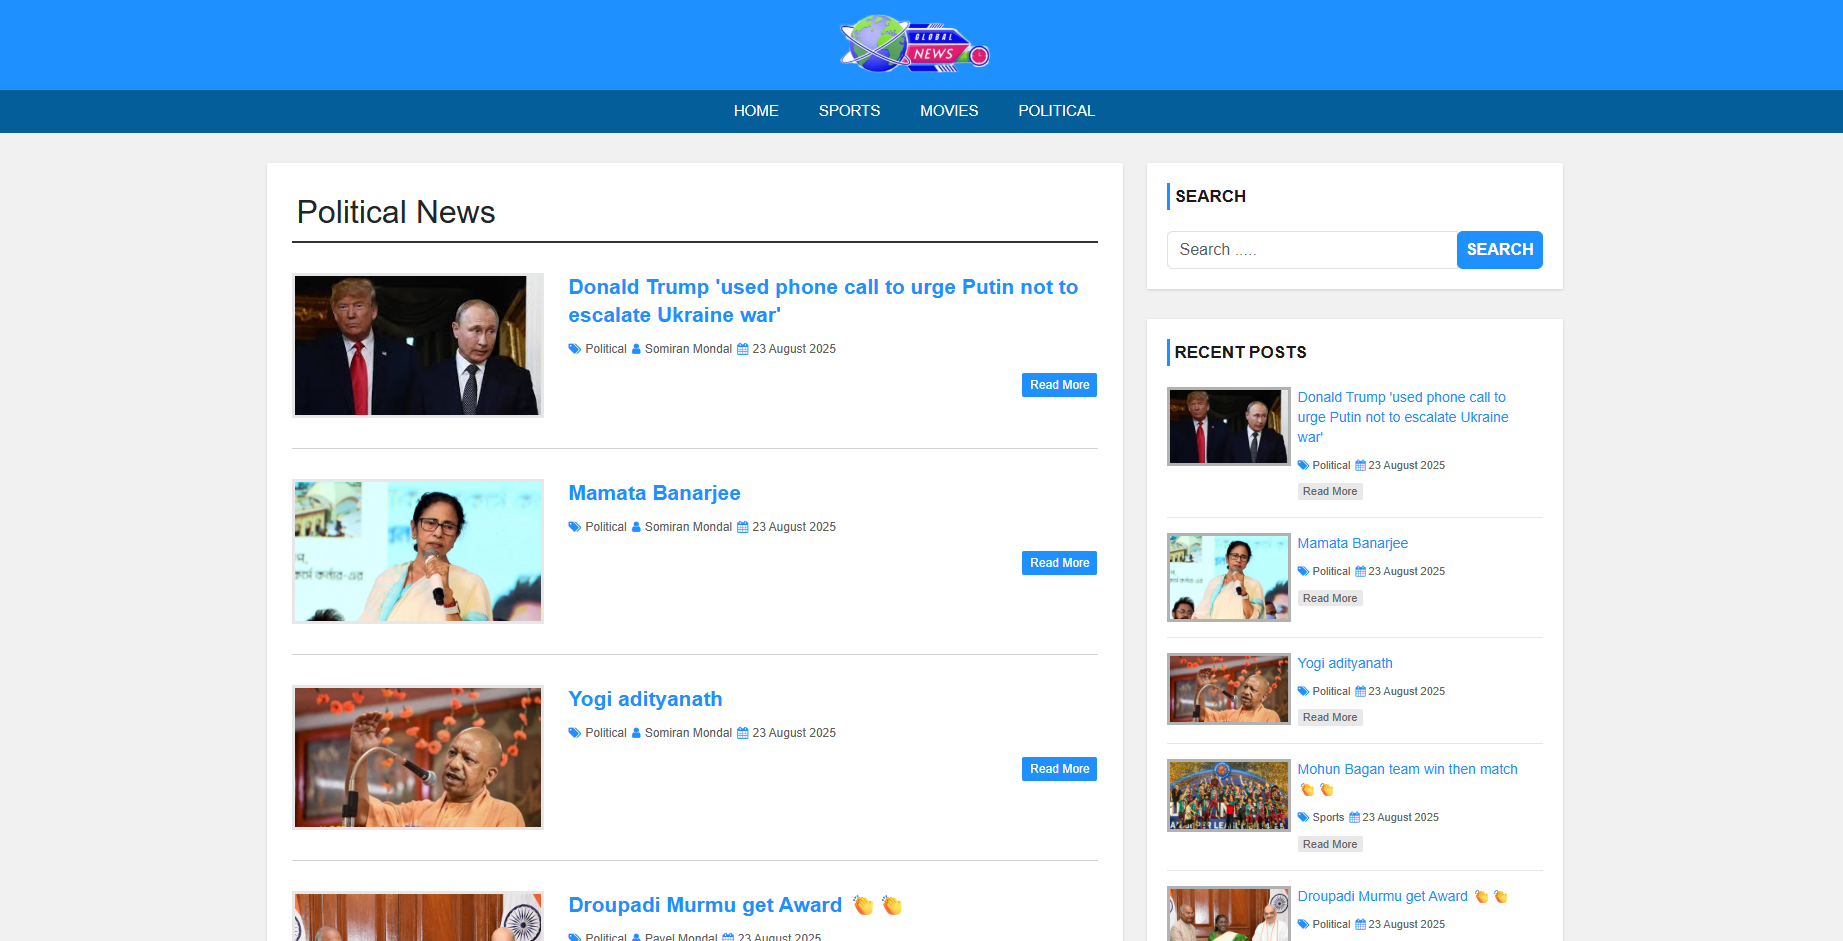 GLOBAL
NEWS
HOME SPORTS MOVIES POLITICAL
Political News
Donald Trump 'used phone call to urge Putin not to
escalate Ukraine war'
Political Somiran Mondal 23 August 2025
Read More
Mamata Banarjee
Political Somiran Mondal 23 August 2025
Read More
Yogi adityanath
Political Somiran Mondal 23 August 2025
Read More
Droupadi Murmu get Award 👏 👏
Political Pavel Mondal 23 August 2025
SEARCH
Search .....
SEARCH
RECENT POSTS
Donald Trump 'used phone call to
urge Putin not to escalate Ukraine
war'
Political 23 August 2025
Read More
Mamata Banarjee
Political 23 August 2025
Read More
Yogi adityanath
Political 23 August 2025
Read More
Mohun Bagan team win then match
👏 👏
Sports 23 August 2025
Read More
Droupadi Murmu get Award 👏 👏
Political 23 August 2025